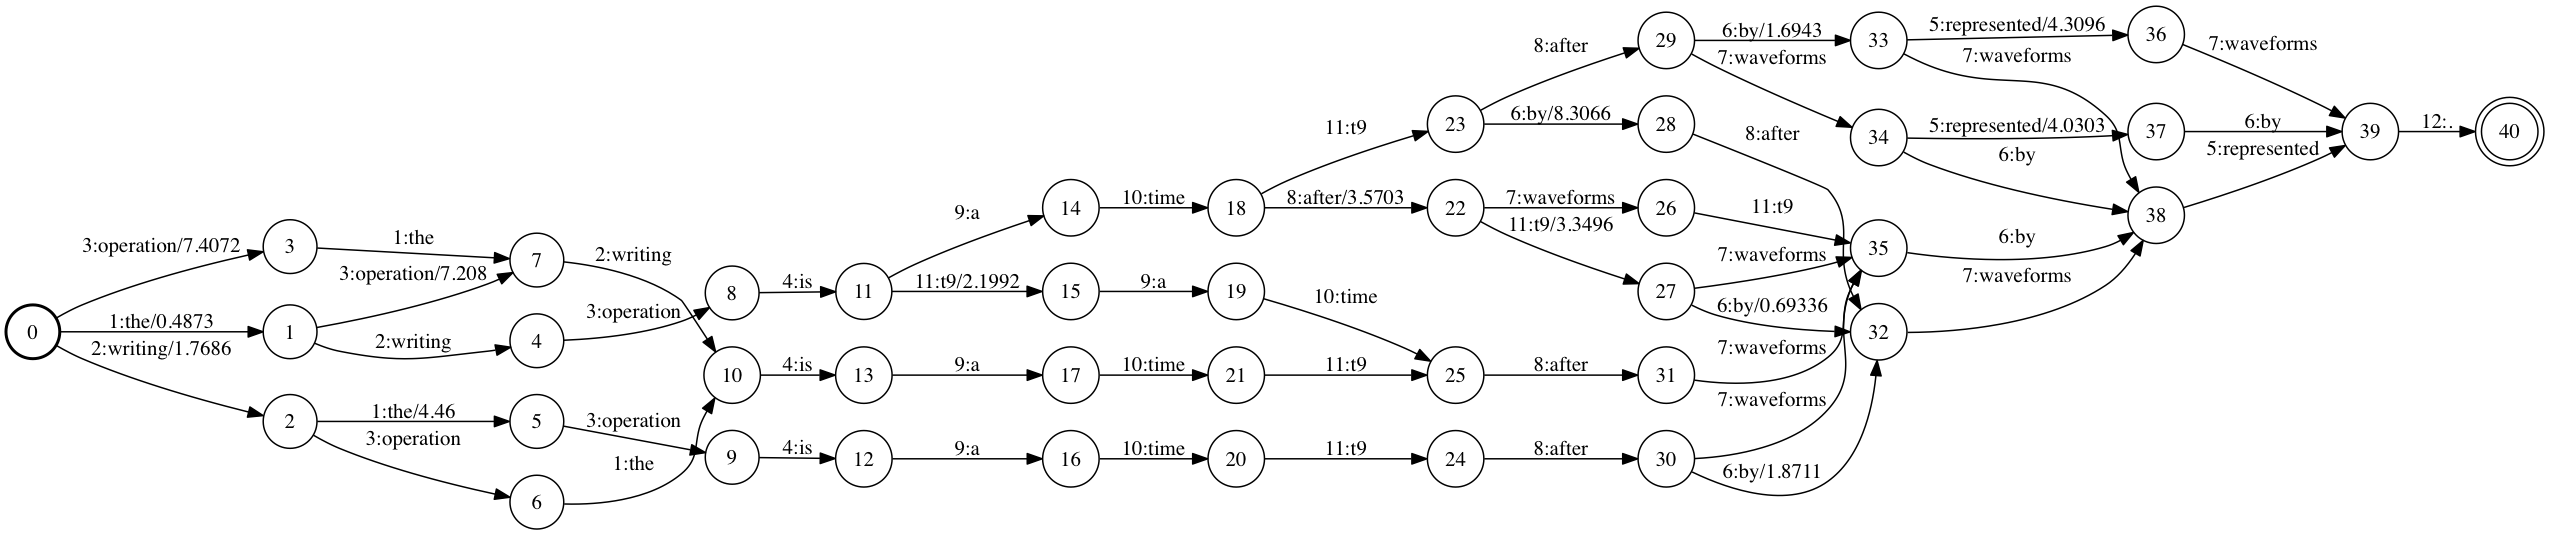 0
3:operation/7.4072
1:the/0.4873
2:writing/1.7686
3
1
2
1:the
3:operation/7.208
2:writing
1:the/4.46
3:operation
7
4
5
6
2:writing
3:operation
3:operation
1:the
8
10
9
4:is
4:is
4:is
11
13
12
9:a
11:t9/2.1992
9:a
9:a
14
15
17
16
10:time
9:a
10:time
10:time
18
19
21
20
11:t9
8:after/3.5703
10:time
11:t9
11:t9
23
22
25
24
8:after
6:by/8.3066
7:waveforms
11:t9/3.3496
8:after
8:after
29
28
26
27
31
30
6:by/1.6943
7:waveforms
8:after
11:t9
7:waveforms
6:by/0.69336
7:waveforms
7:waveforms
6:by/1.8711
33
34
35
32
5:represented/4.3096
7:waveforms
5:represented/4.0303
6:by
6:by
7:waveforms
36
37
38
7:waveforms
6:by
5:represented
39
12:.
40